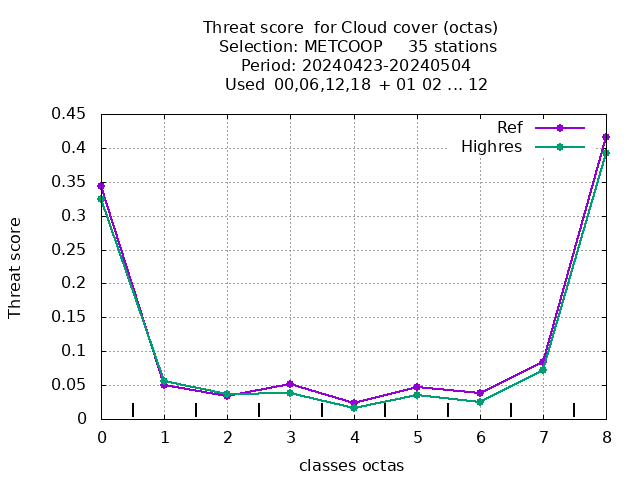 Threat score  for Cloud cover (octas)
Selection: METCOOP     35 stations
Period: 20240423-20240504
Used  00,06,12,18 + 01 02 ... 12
0.45
0.4
0.35
0.3
0.25
0.2
0.15
0.1
0.05
0
Threat score
Ref
Highres
0 1 2 3 4 5 6 7 8
classes octas